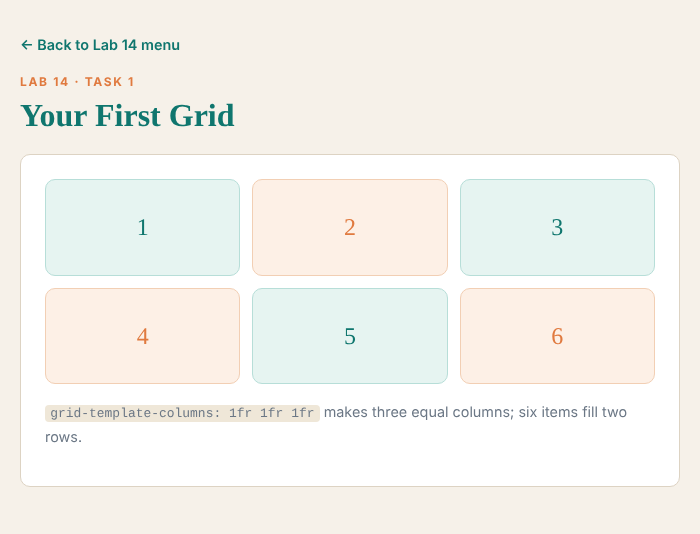 ← Back to Lab 14 menu
LAB 14 · TASK 1
Your First Grid
1
2
3
4
5
6
grid-template-columns: 1fr 1fr 1fr makes three equal columns; six items fill two
rows.